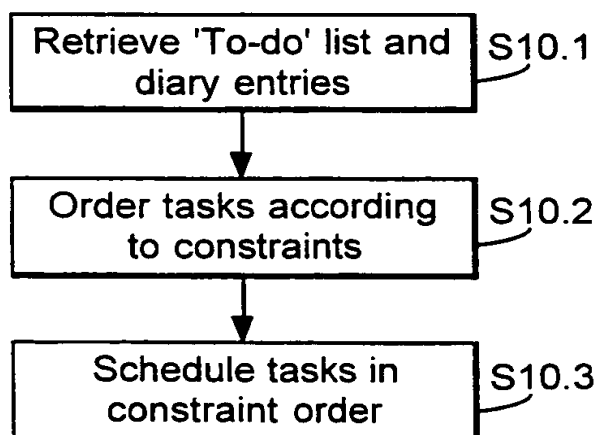 Retrieve 'To-do' list and
diary entries
S10.1
Order tasks according
to constraints
S10.2
Schedule tasks in
constraint order
S10.3